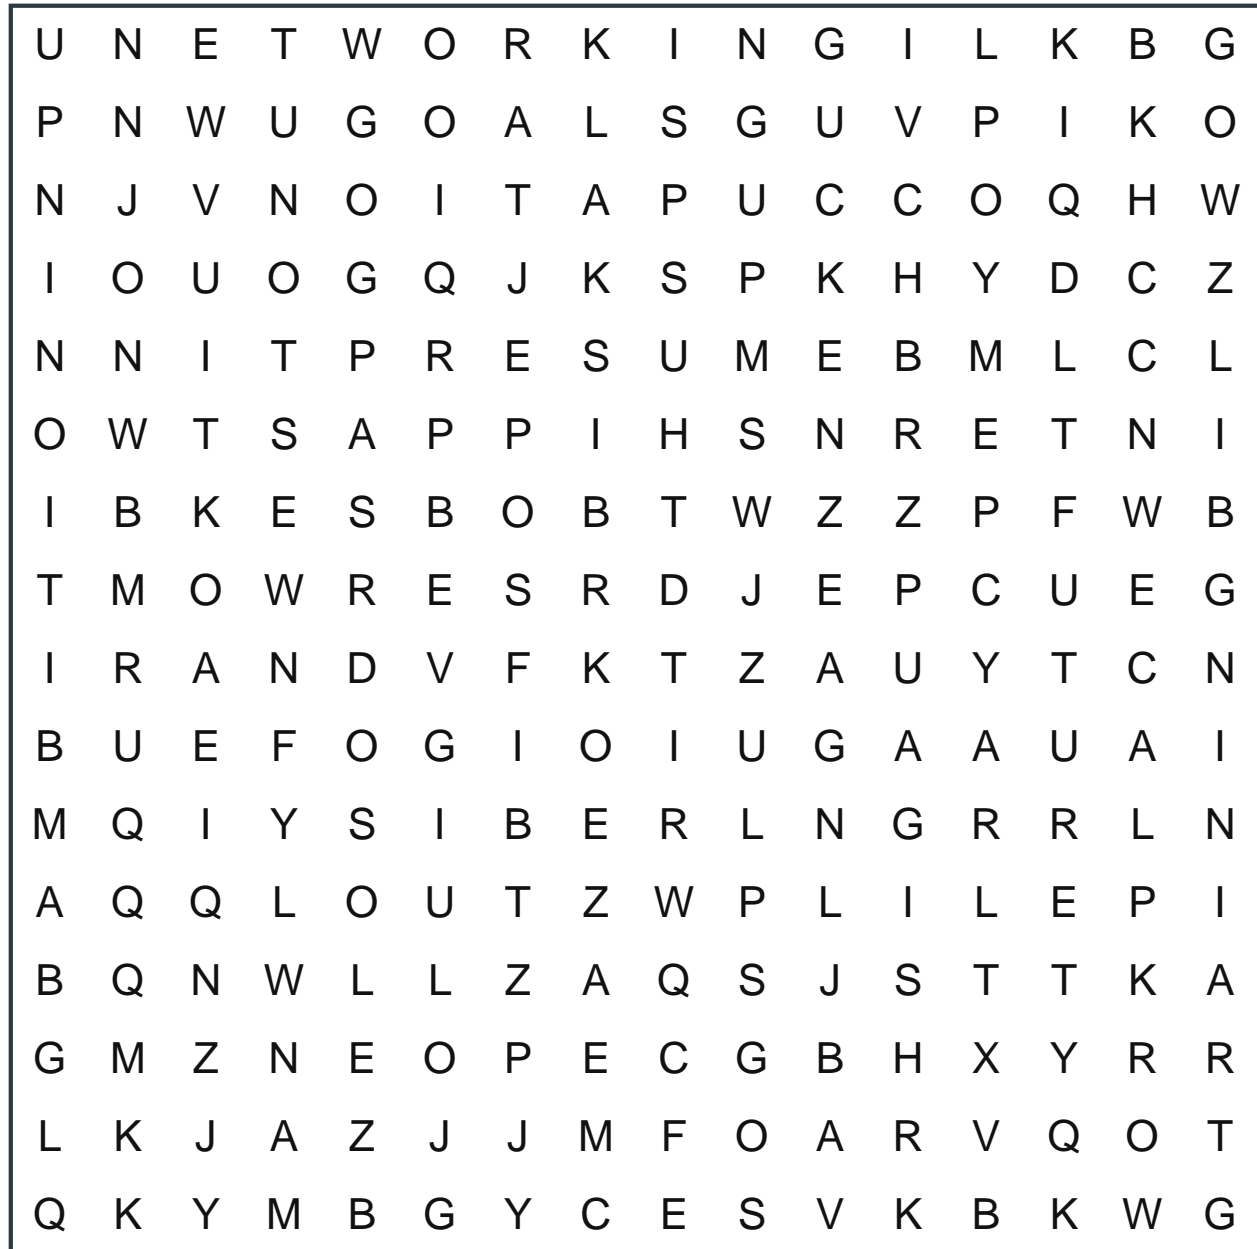 U N E T W O R K I N G I L K B G
P N W U G O A L S G U V P I K O
N J V N O I T A P U C C O Q H W
I O U O G Q J K S P K H Y D C Z
N N I T P R E S U M E B M L C L
O W T S A P P I H S N R E T N I
I B K E S B O B T W Z Z P F W B
T M O W R E S R D J E P C U E G
I R A N D V F K T Z A U Y T C N
B U E F O G I O I U G A A U A I
M Q I Y S I B E R L N G R R L N
A Q Q L O U T Z W P L I L E P I
B Q N W L L Z A Q S J S T T K A
G M Z N E O P E C G B H X Y R R
L K J A Z J J M F O A R V Q O T
Q K Y M B G Y C E S V K B K W G